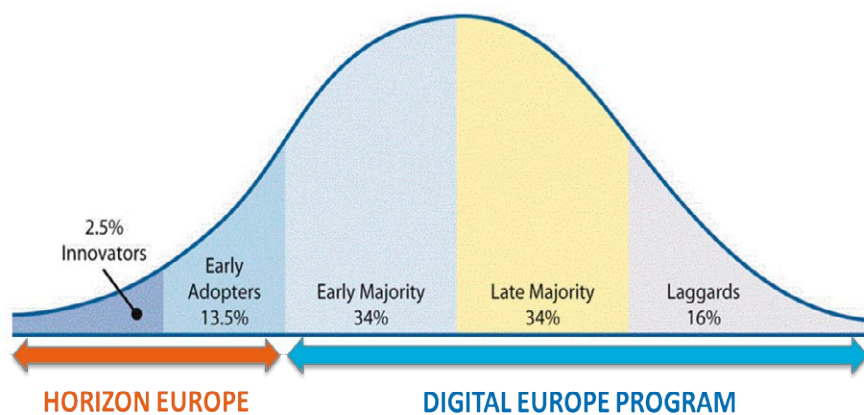 2.5%
Innovators
Early
Adopters
13.5%
Early Majority
34%
Late Majority
34%
Laggards
16%
HORIZON EUROPE
DIGITAL EUROPE PROGRAM